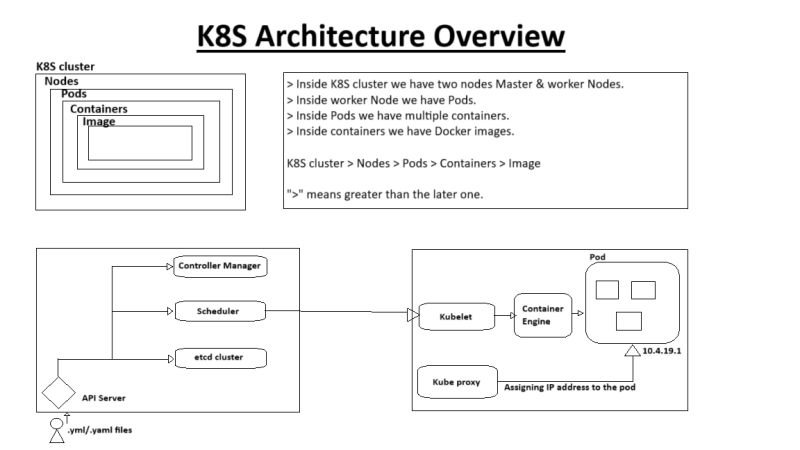 K8S Architecture Overview
K8S cluster
Nodes
Pods
Containers
Image
> Inside K8S cluster we have two nodes Master & worker Nodes.
> Inside worker Node we have Pods.
> Inside Pods we have multiple containers.
> Inside containers we have Docker images.
K8S cluster > Nodes > Pods > Containers > Image
">" means greater than the later one.
Controller Manager
Scheduler
etcd cluster
API Server
.yml/.yaml files
Pod
Kubelet
Container
Engine
Kube proxy
10.4.19.1
Assigning IP address to the pod